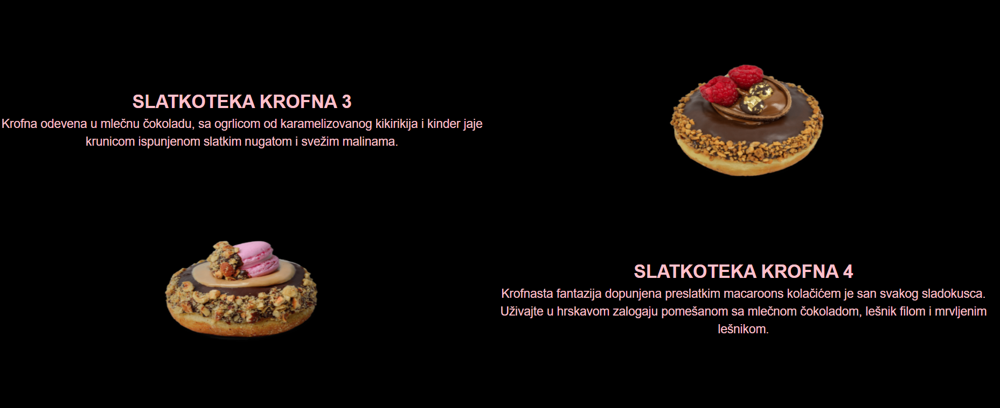 SLATKOTEKA KROFNA 3
Krofna odevena u mlečnu čokoladu, sa ogrlicom od karamelizovanog kikirikija i kinder jaje
krunicom ispunjenom slatkim nugatom i svežim malinama.
SLATKOTEKA KROFNA 4
Krofnasta fantazija dopunjena preslatkim macaroons kolačićem je san svakog sladokusca.
Uživajte u hrskavom zalogaju pomešanom sa mlečnom čokoladom, lešnik filom i mrvljenim
lešnikom.